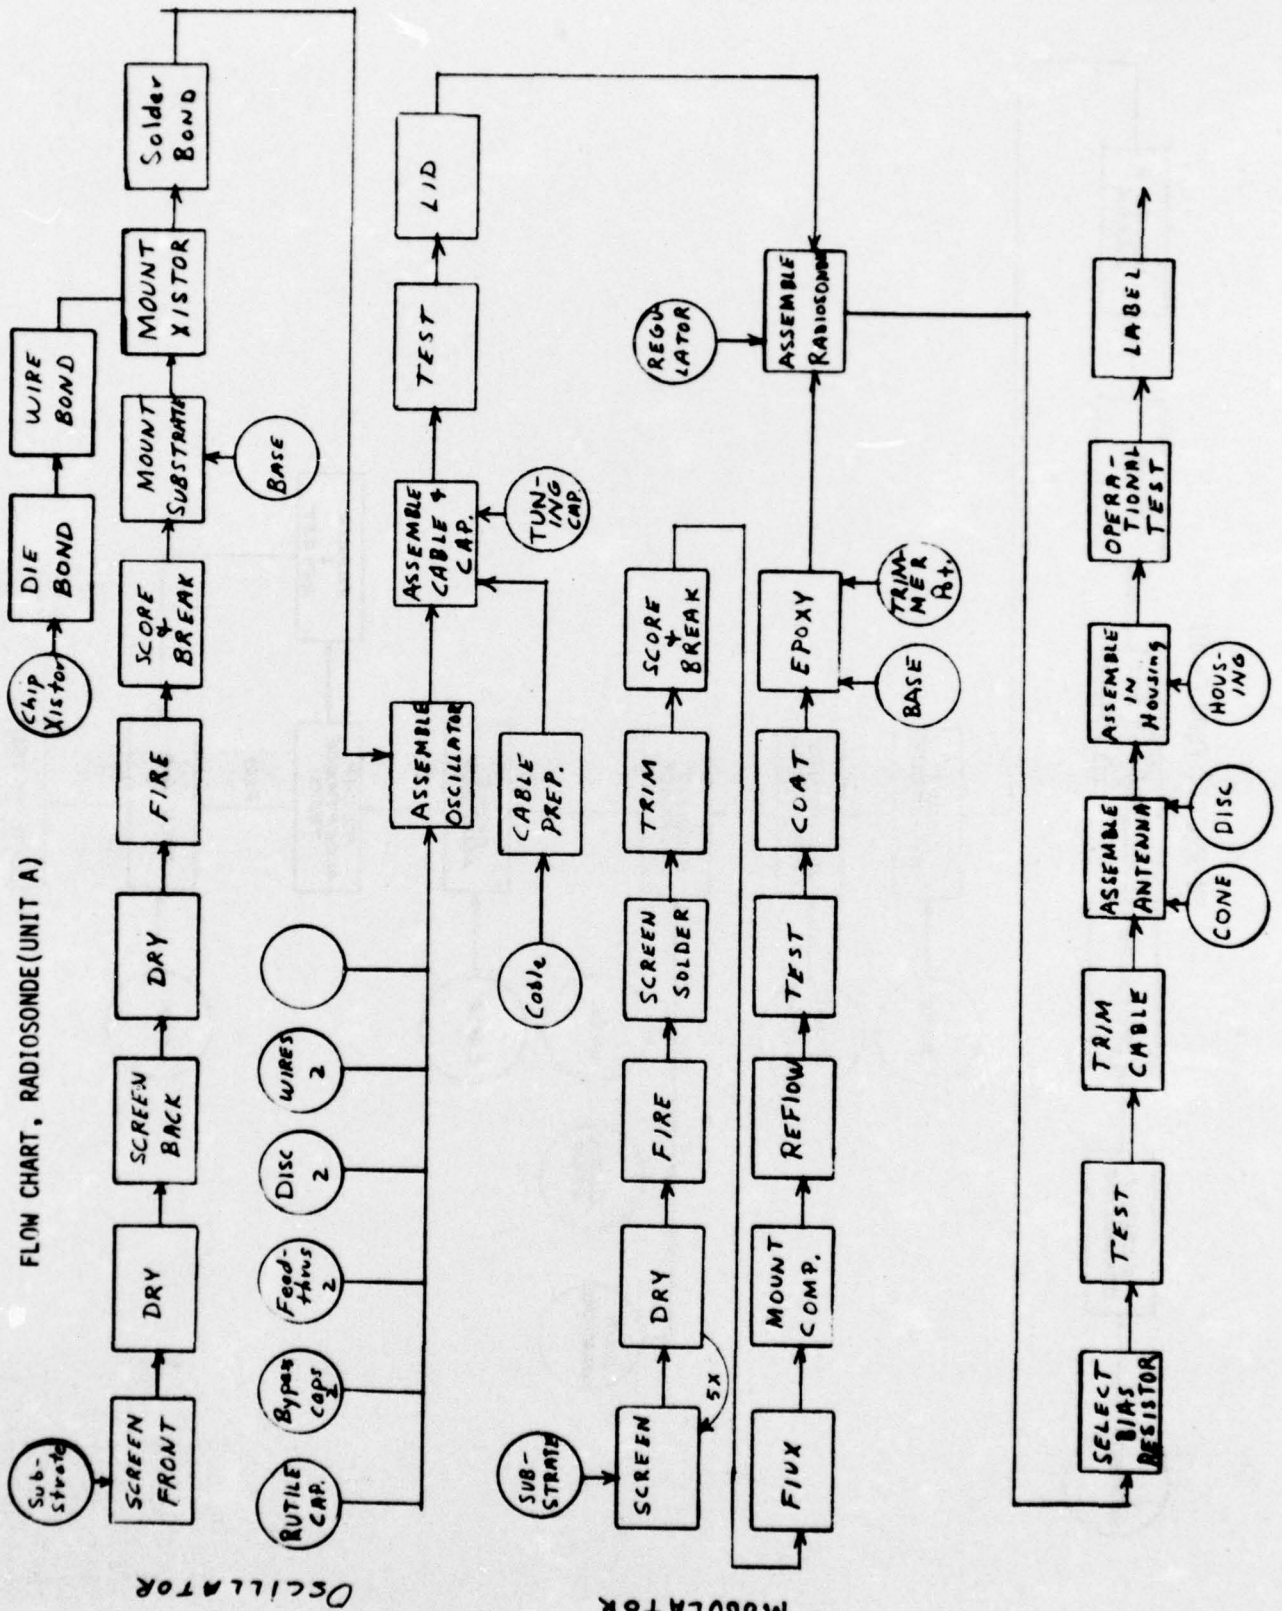 FLOW CHART, RADIOSONDE(UNIT A)
OSCILLATOR
Sub-
strate
SCREEN
FRONT
DRY
SCREEN
BACK
DRY
FIRE
SCORE
&
BREAK
MOUNT
SUBSTRATE
BASE
Chip
Xistor
DIE
BOND
WIRE
BOND
MOUNT
XISTOR
Solder
BOND
RUTILE
CAP.
Bypass
caps
2
Feed-
thrus
2
DISC
2
WIRES
2
ASSEMBLE
OSCILLATOR
Cable
CABLE
PREP.
ASSEMBLE
CABLE &
CAP.
TUN-
ING
CAP.
TEST
LID
MODULATOR
SUB-
STRATE
SCREEN
5X
DRY
FIRE
SCREEN
SOLDER
TRIM
SCORE
+
BREAK
FlUX
MOUNT
COMP.
REFLOW
TEST
COAT
EPOXY
BASE
TRIM-
MER
Pot.
REGU
LATOR
ASSEMBLE
RADIOSONDE
SELECT
BIAS
RESISTOR
TEST
TRIM
CABLE
ASSEMBLE
ANTENNA
CONE
DISC
ASSEMBLE
IN
Housing
HOUS-
ING
OPERA-
TIONAL
TEST
LABEL